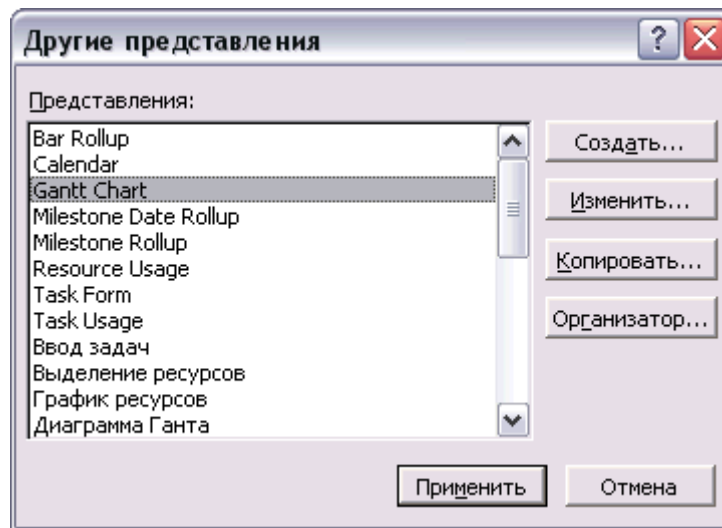 Другие представления
Представления:
Bar Rollup
Calendar
Gantt Chart
Milestone Date Rollup
Milestone Rollup
Resource Usage
Task Form
Task Usage
Ввод задач
Выделение ресурсов
График ресурсов
Диаграмма Ганта
Создать...
Изменить...
Копировать...
Организатор...
Применить
Отмена